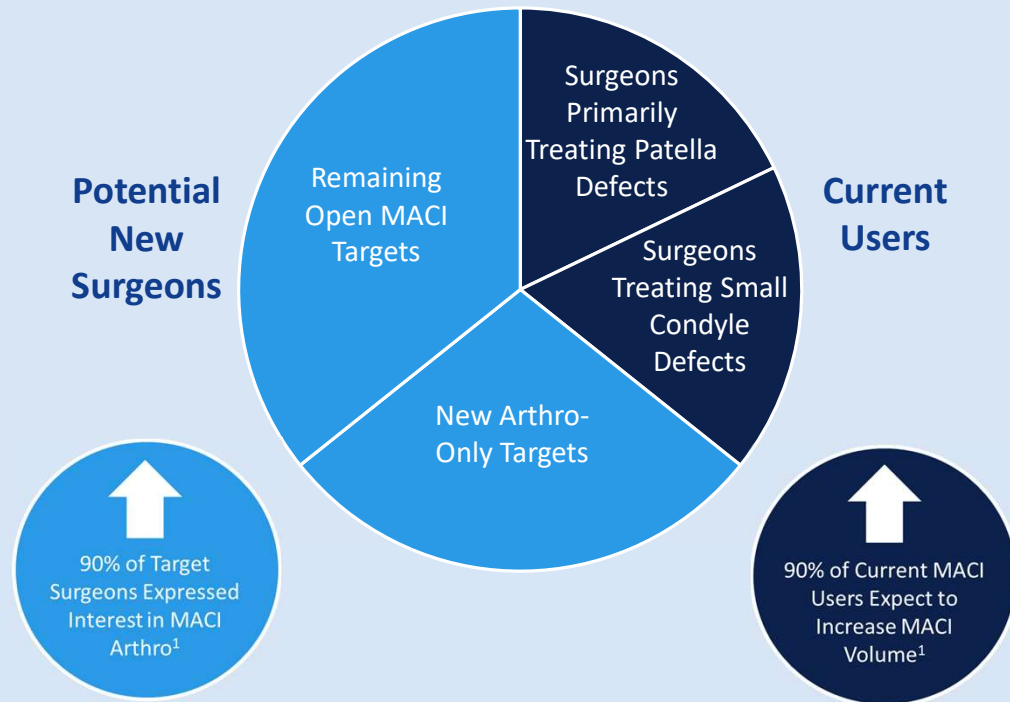 Potential
New
Surgeons
Remaining
Open MACI
Targets
Surgeons
Primarily
Treating Patella
Defects
Surgeons
Treating Small
Condyle
Defects
Current
Users
New Arthro-
Only Targets
90% of Target
Surgeons Expressed
Interest in MACI
Arthro¹
90% of Current MACI
Users Expect to
Increase MACI
Volume¹